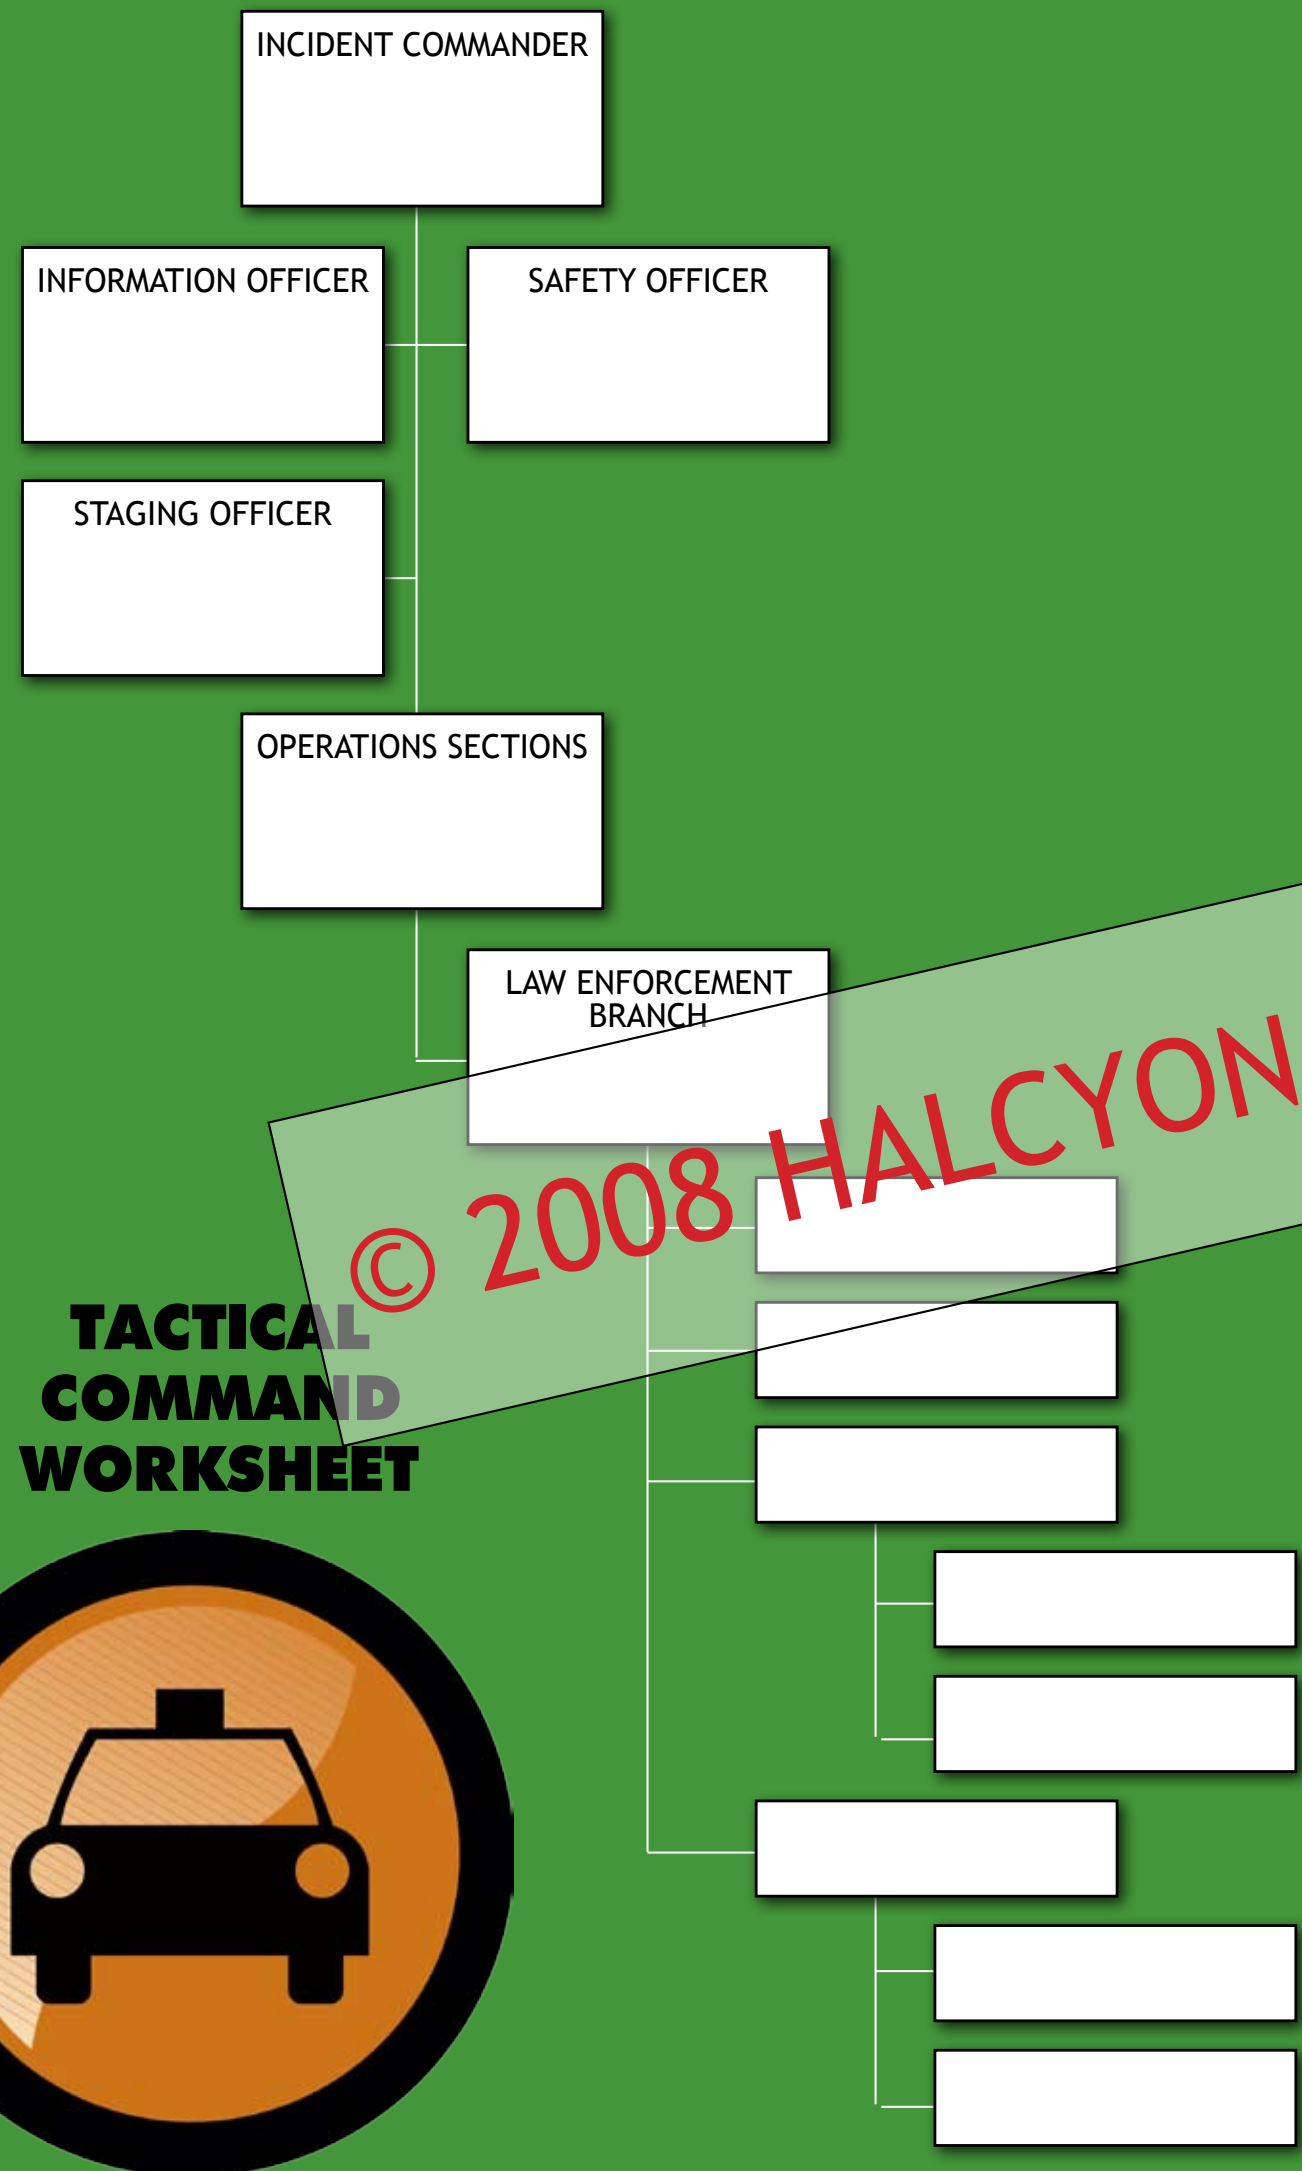 INCIDENT COMMANDER
INFORMATION OFFICER
SAFETY OFFICER
STAGING OFFICER
OPERATIONS SECTIONS
LAW ENFORCEMENT
BRANCH
© 2008 HALCYON
TACTICAL
COMMAND
WORKSHEET